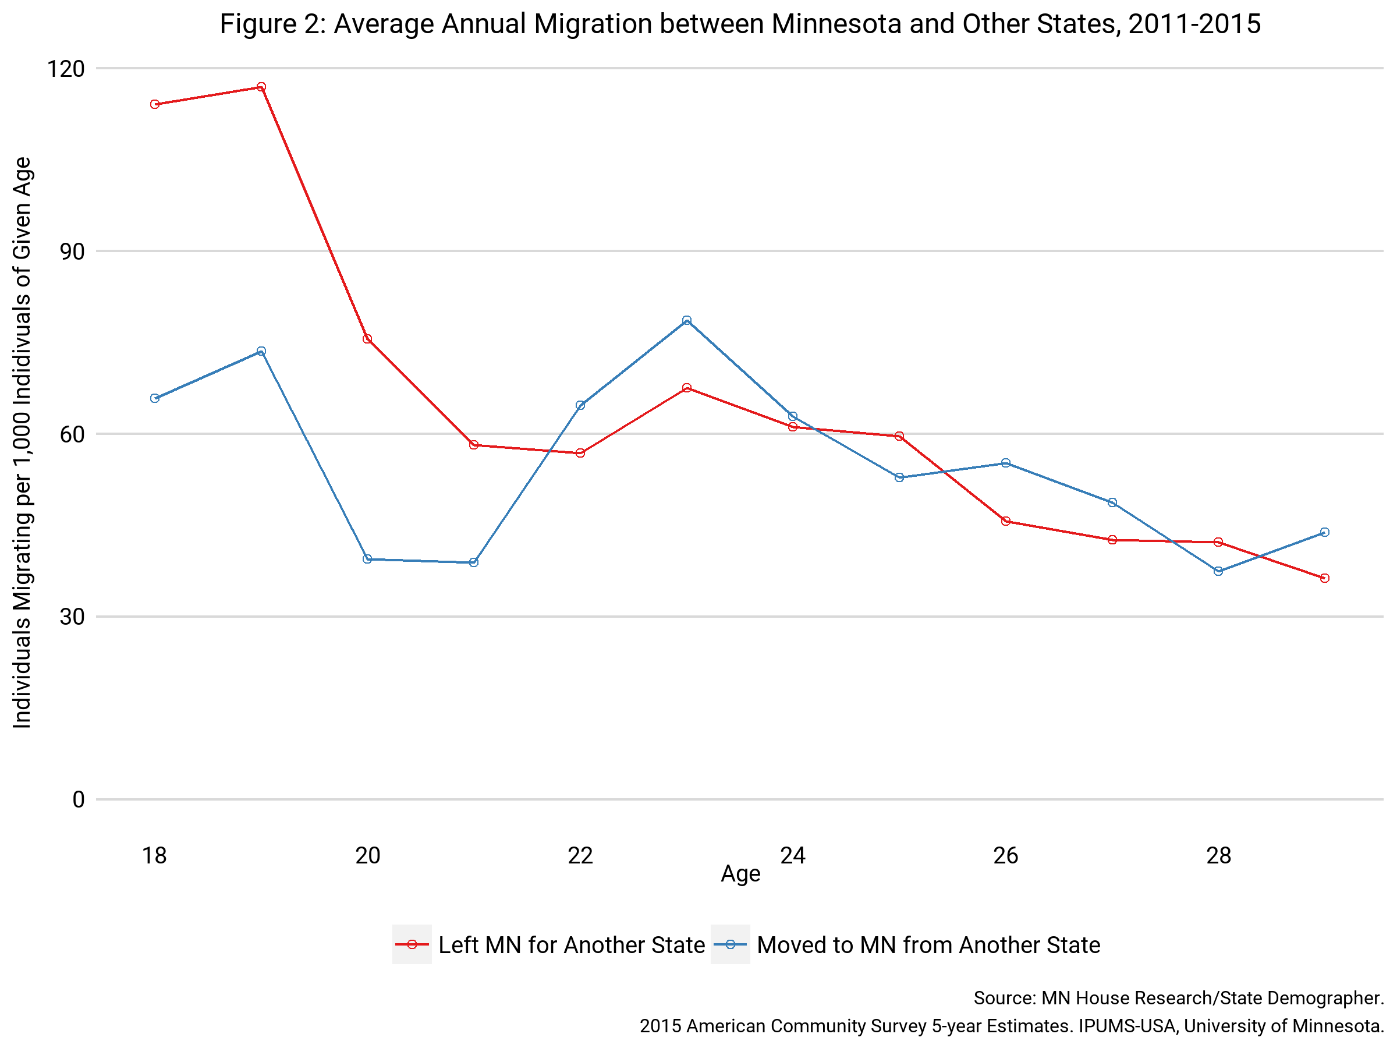 Figure 2: Average Annual Migration between Minnesota and Other States, 2011-2015
Individuals Migrating per 1,000 Indidivuals of Given Age
120
90
60
30
0
18 20 22 24 26 28
Age
Left MN for Another State Moved to MN from Another State
Source: MN House Research/State Demographer.
2015 American Community Survey 5-year Estimates. IPUMS-USA, University of Minnesota.